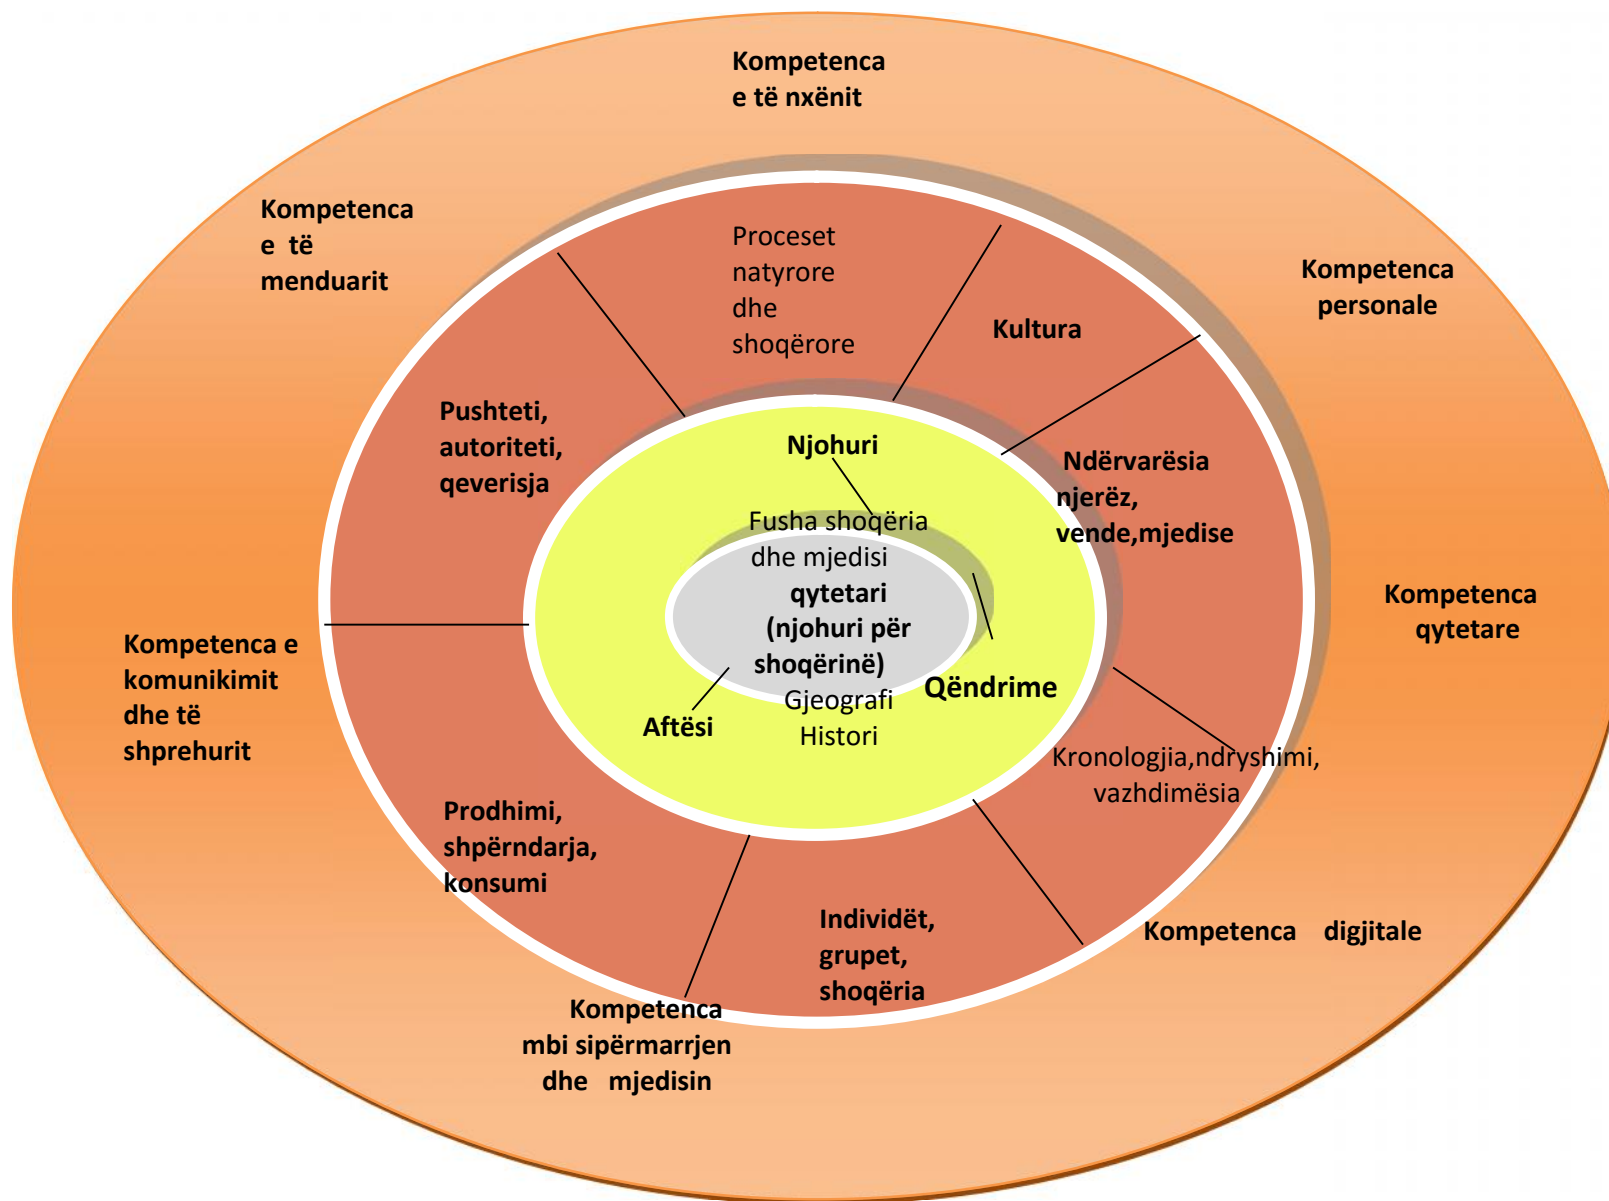 Kompetenca
e të nxënit
Kompetenca
e  të
menduarit
Proceset
natyrore
dhe
shoqërore
Kultura
Kompetenca
personale
Pushteti,
autoriteti,
qeverisja
Njohuri
Ndërvarësia
njerëz,
vende,mjedise
Fusha shoqëria
dhe mjedisi
qytetari
(njohuri për
shoqërinë)
Gjeografi
Histori
Qëndrime
Aftësi
Kompetenca
qytetare
Kompetenca e
komunikimit
dhe të
shprehurit
Kronologjia,ndryshimi,
vazhdimësia
Prodhimi,
shpërndarja,
konsumi
Individët,
grupet,
shoqëria
Kompetenca   digjitale
Kompetenca
mbi sipërmarrjen
dhe  mjedisin